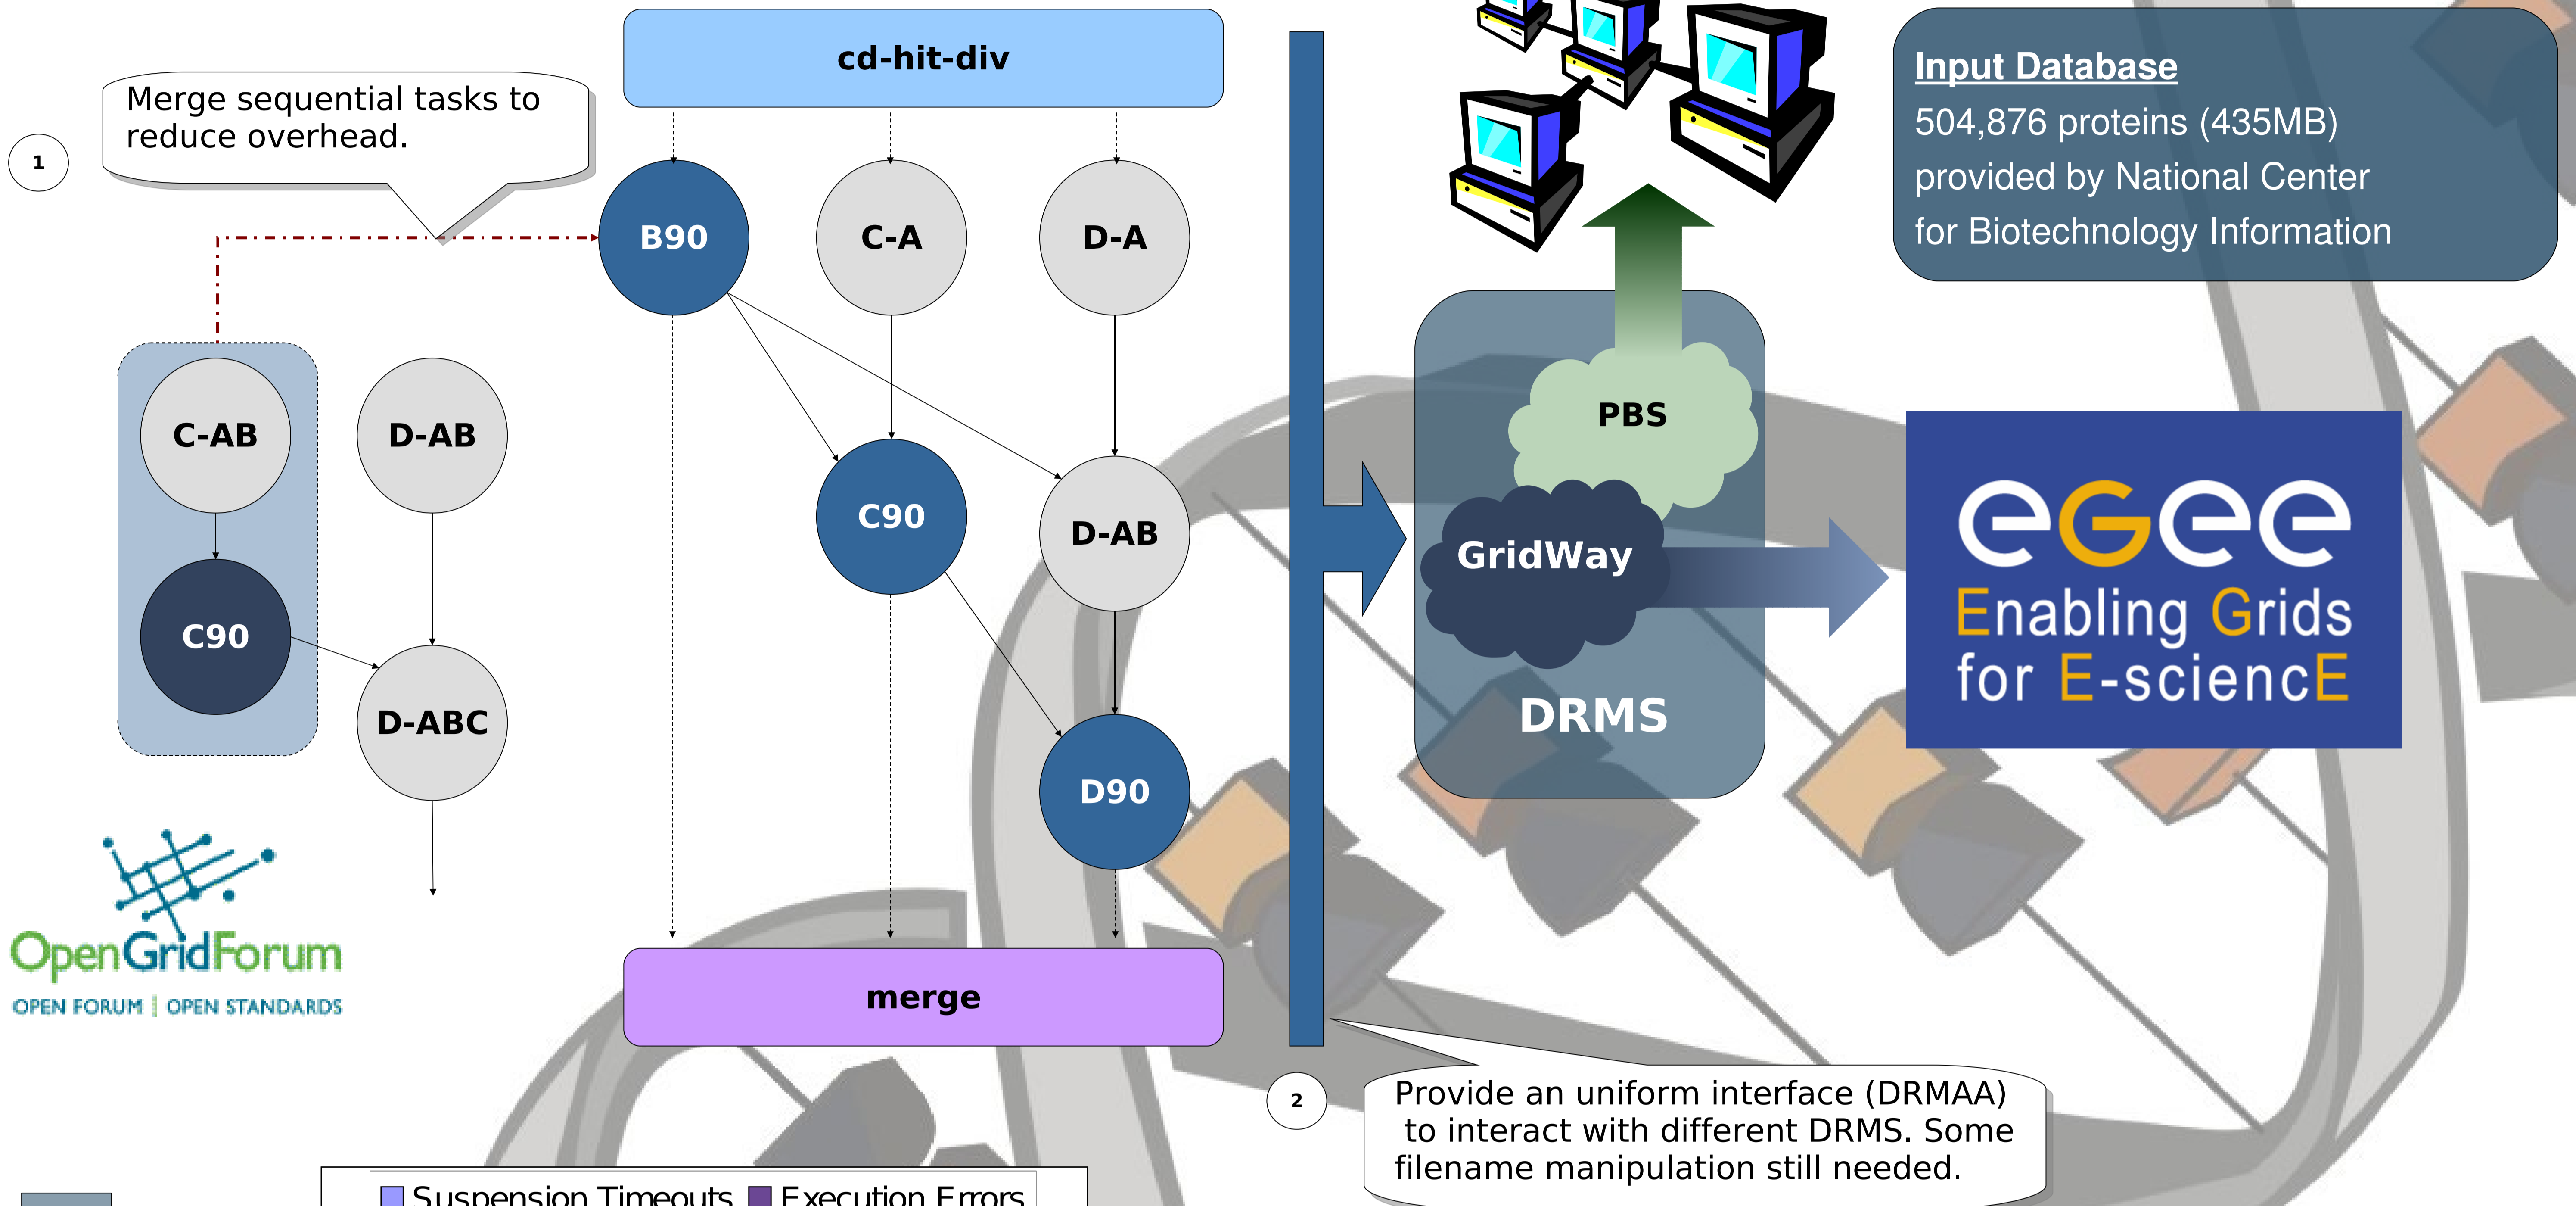 cd-hit-div
Merge sequential tasks to
reduce overhead.
1
B90
C-A
D-A
C-AB
D-AB
C90
D-AB
C90
D-ABC
D90
merge
OpenGridForum
OPEN FORUM | OPEN STANDARDS
Input Database
504,876 proteins (435MB)
provided by National Center
for Biotechnology Information
PBS
GridWay
DRMS
eGee
Enabling Grids
for E-sciencE
2
Provide an uniform interface (DRMAA)
to interact with different DRMS. Some
filename manipulation still needed.
Suspension Timeouts
Execution Errors